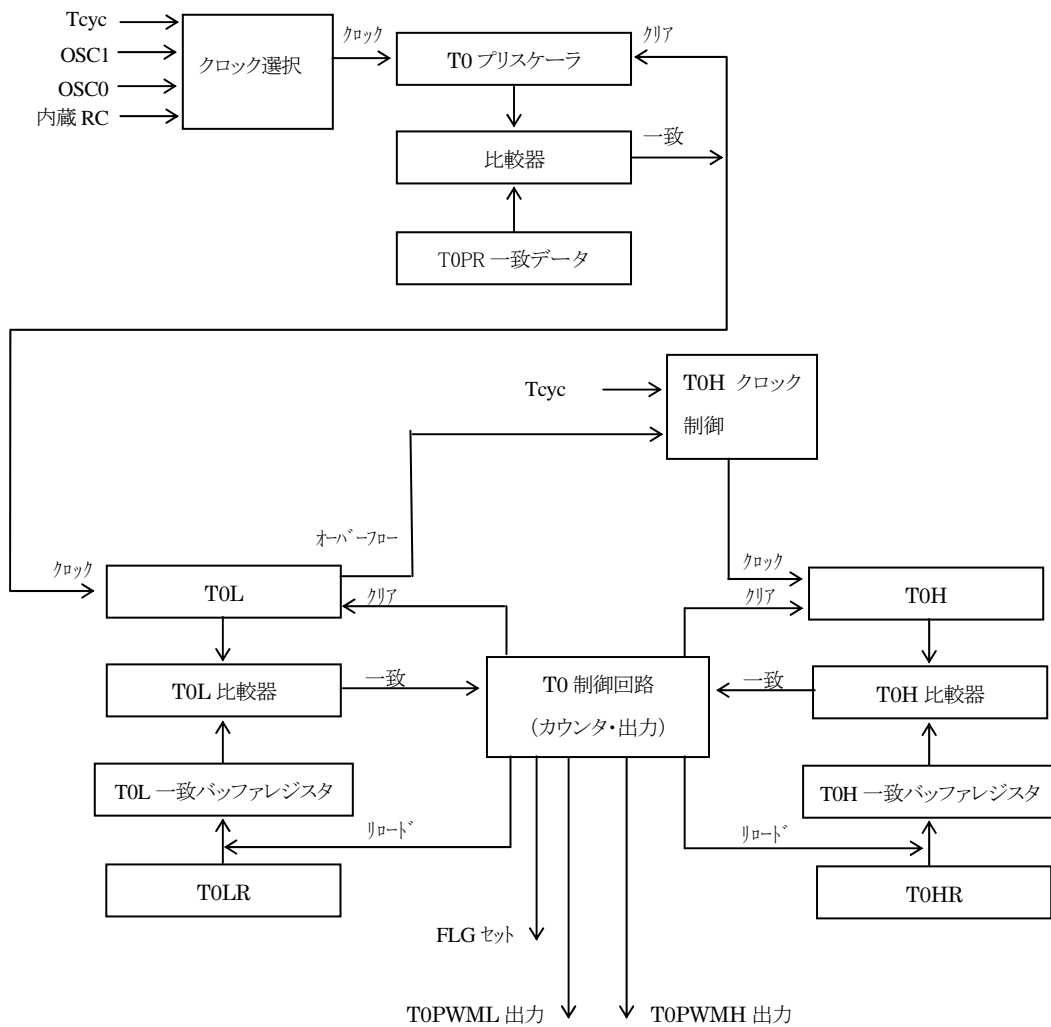 Tcyc
OSC1
OSC0
内蔵 RC
クロック選択
クロック
T0 プリスケーラ
クリア
比較器
一致
T0PR 一致データ
Tcyc
T0H クロック
制御
オーバーフロー
クロック
T0L
クリア
クロック
クリア
T0H
T0L 比較器
一致
T0 制御回路
(カウンタ・出力)
一致
T0H 比較器
T0L 一致バッファレジスタ
T0H 一致バッファレジスタ
リロード
リロード
T0LR
T0HR
FLG セット
T0PWML 出力
T0PWMH 出力